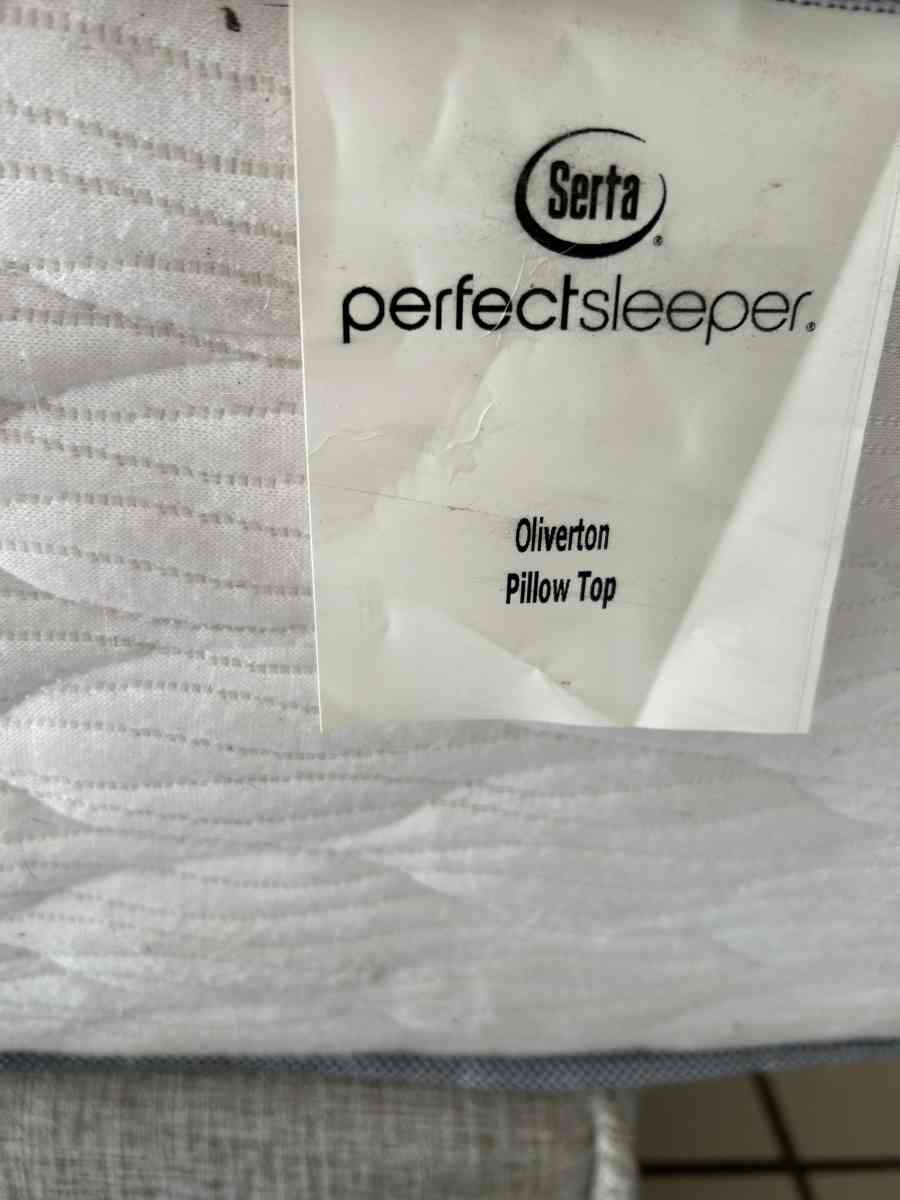 Serta®
perfectsleeper®
Oliverton
Pillow Top